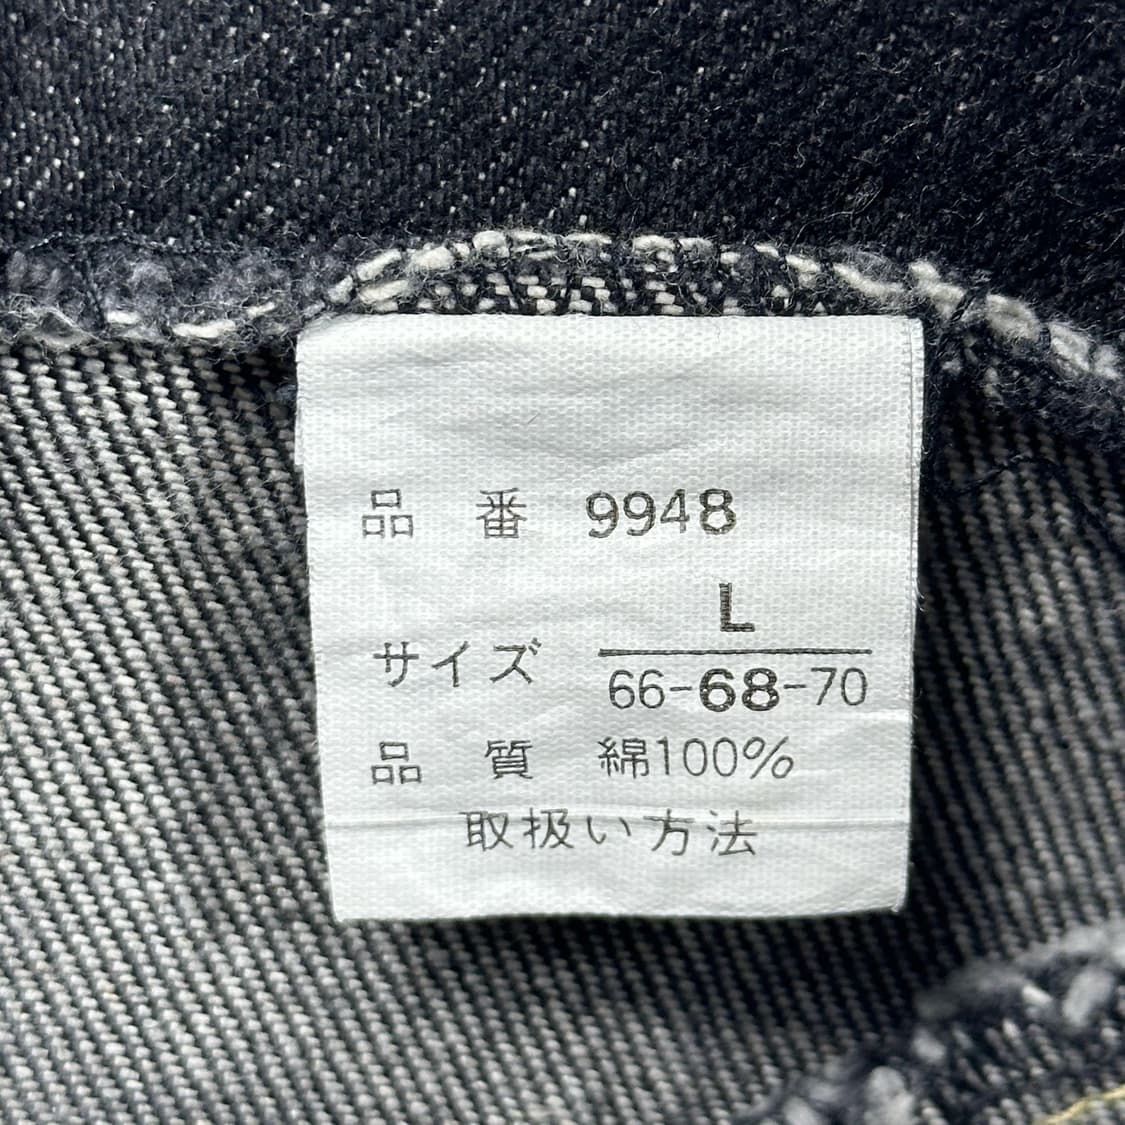 品番 9948
L
サイズ 66-68-70
品質 綿100%
取扱い方法